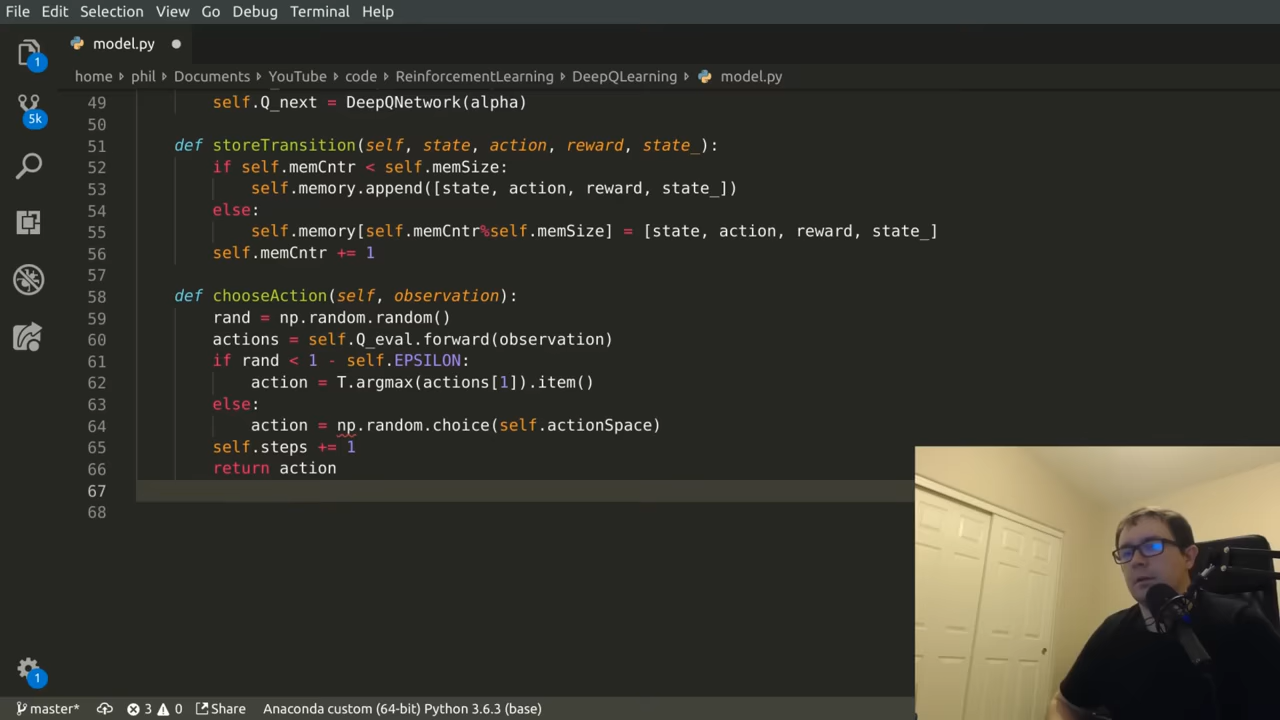 File Edit Selection View Go Debug Terminal Help
1
model.py
home phil Documents YouTube code ReinforcementLearning DeepQLearning model.py
5k
49 self.Q_next = DeepQNetwork(alpha)
50
51 def storeTransition(self, state, action, reward, state_):
52 if self.memCntr < self.memSize:
53 self.memory.append([state, action, reward, state_])
54 else:
55 self.memory[self.memCntr%self.memSize] = [state, action, reward, state_]
56 self.memCntr += 1
57
58 def chooseAction(self, observation):
59 rand = np.random.random()
60 actions = self.Q_eval.forward(observation)
61 if rand < 1 - self.EPSILON:
62 action = T.argmax(actions[1]).item()
63 else:
64 action = np.random.choice(self.actionSpace)
65 self.steps += 1
66 return action
67
68
1
master* 3 0 Share Anaconda custom (64-bit) Python 3.6.3 (base)